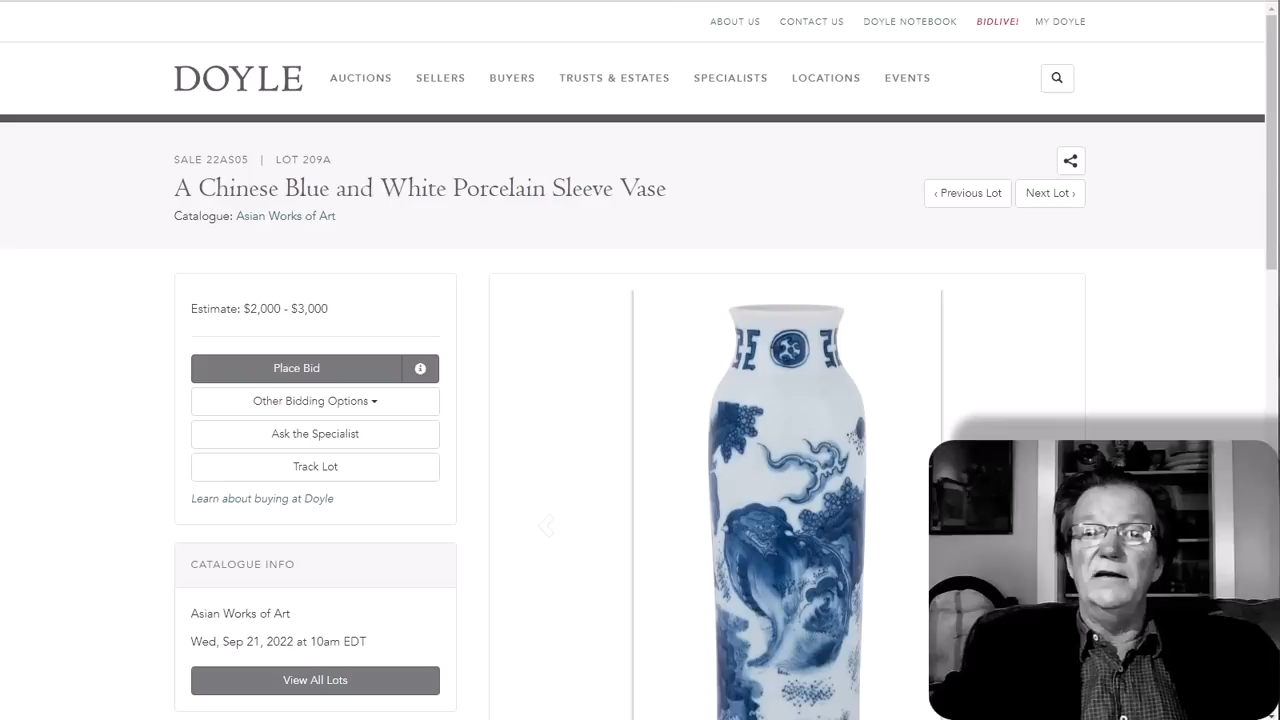 ABOUT US CONTACT US DOYLE NOTEBOOK BIDLIVE! MY DOYLE
DOYLE AUCTIONS SELLERS BUYERS TRUSTS & ESTATES SPECIALISTS LOCATIONS EVENTS
SALE 22AS05 | LOT 209A
A Chinese Blue and White Porcelain Sleeve Vase
‹ Previous Lot Next Lot ›
Catalogue: Asian Works of Art
Estimate: $2,000 - $3,000
Place Bid
Other Bidding Options
Ask the Specialist
Track Lot
Learn about buying at Doyle
CATALOGUE INFO
Asian Works of Art
Wed, Sep 21, 2022 at 10am EDT
View All Lots